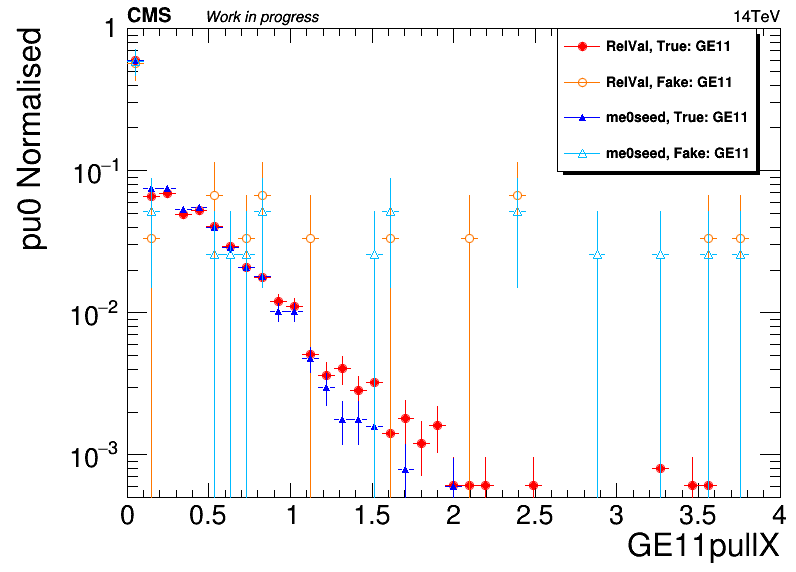 CMS Work in progress 14TeV
pu0 Normalised
1
10⁻¹
10⁻²
10⁻³
RelVal, True: GE11
RelVal, Fake: GE11
me0seed, True: GE11
me0seed, Fake: GE11
0 0.5 1 1.5 2 2.5 3 3.5 4
GE11pullX